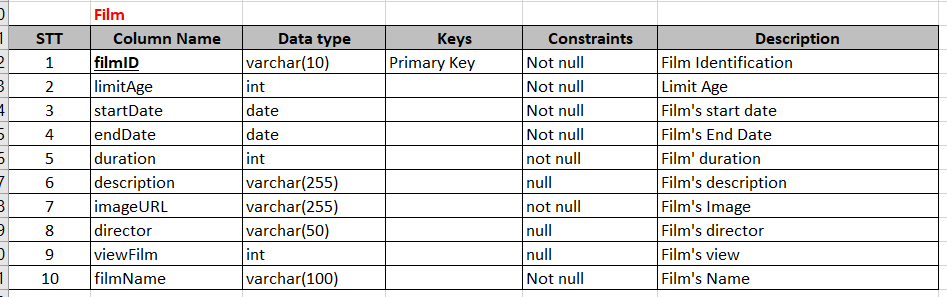 Film
STT Column Name Data type Keys Constraints Description
1 filmID varchar(10) Primary Key Not null Film Identification
2 limitAge int Not null Limit Age
3 startDate date Not null Film's start date
4 endDate date Not null Film's End Date
5 duration int not null Film' duration
6 description varchar(255) null Film's description
7 imageURL varchar(255) not null Film's Image
8 director varchar(50) null Film's director
9 viewFilm int null Film's view
10 filmName varchar(100) Not null Film's Name